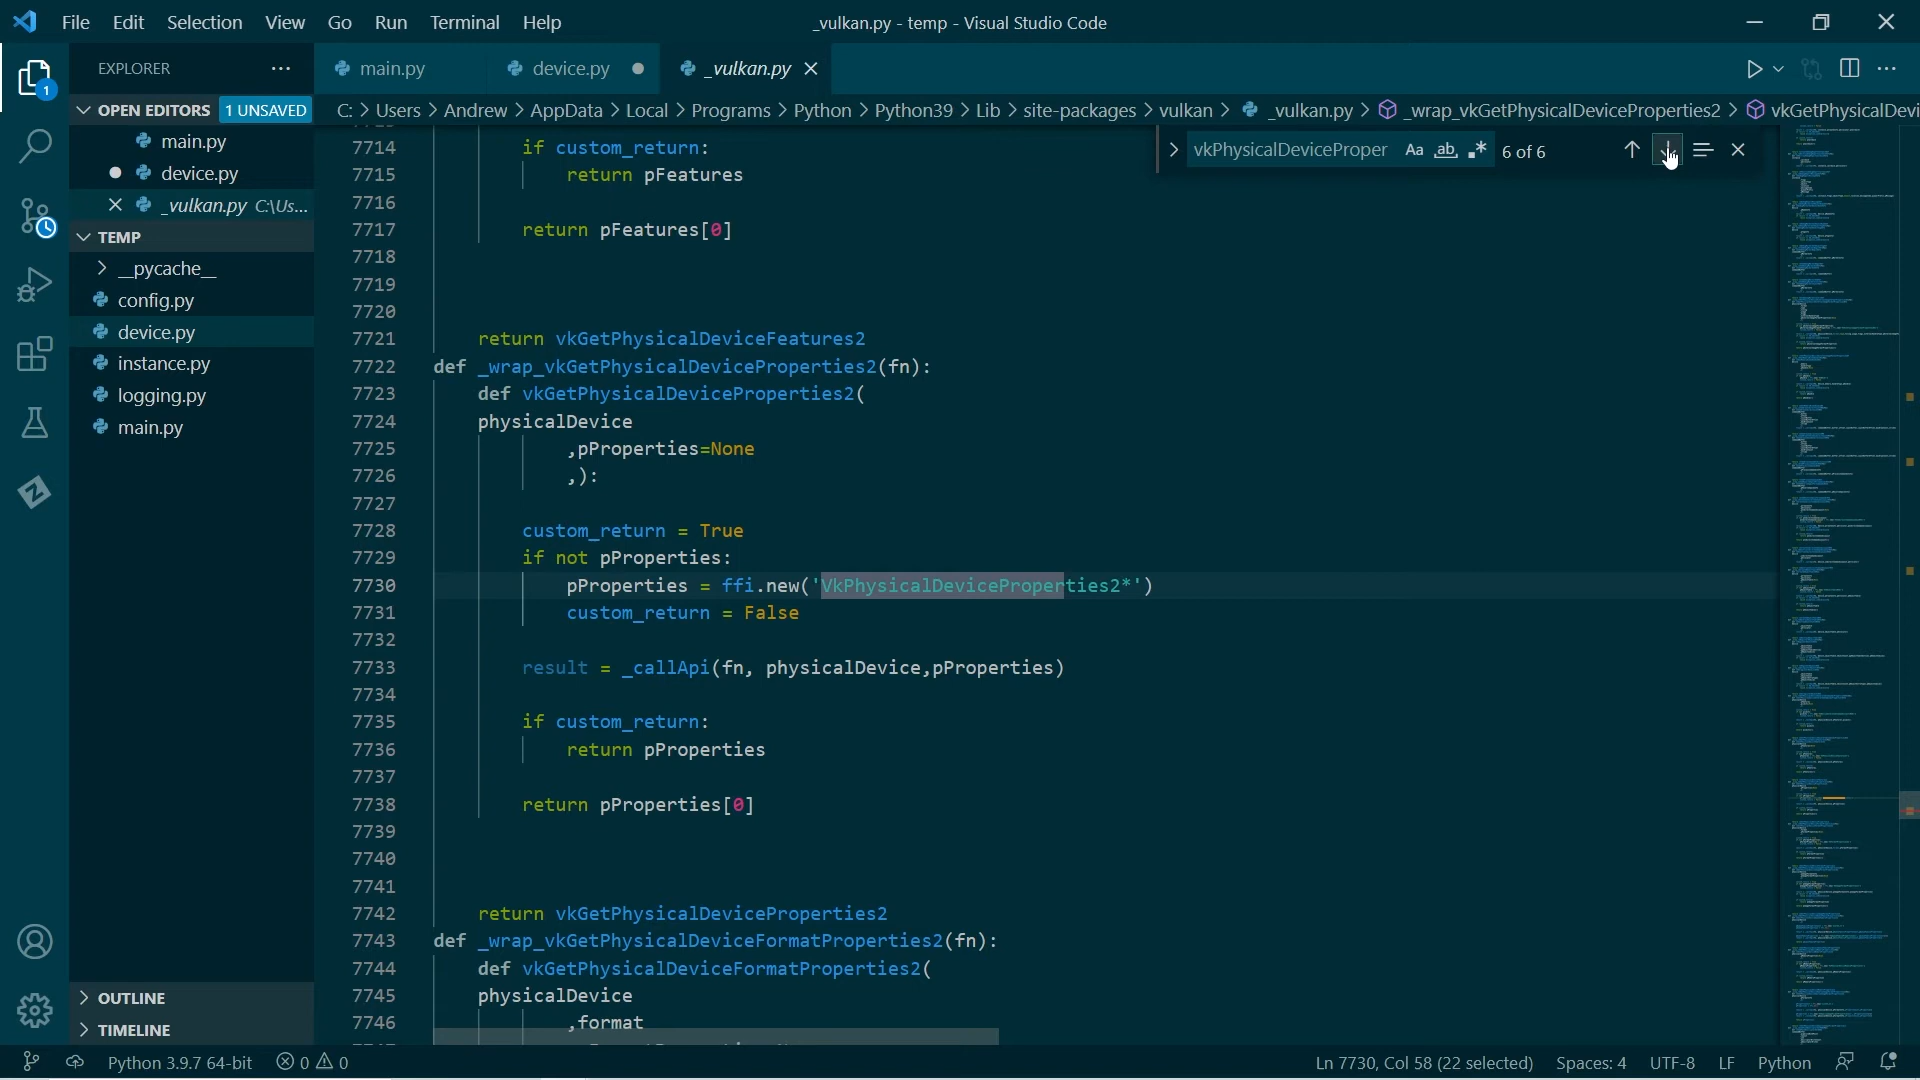 File Edit Selection View Go Run Terminal Help
_vulkan.py - temp - Visual Studio Code
EXPLORER
main.py
device.py
_vulkan.py
OPEN EDITORS 1 UNSAVED
C: > Users > Andrew > AppData > Local > Programs > Python > Python39 > Lib > site-packages > vulkan > _vulkan.py > _wrap_vkGetPhysicalDeviceProperties2 > vkGetPhysicalDevi
main.py
device.py
_vulkan.py C:\Us...
TEMP
__pycache__
config.py
device.py
instance.py
logging.py
main.py
OUTLINE
TIMELINE
vkPhysicalDeviceProper Aa ab .* 6 of 6
7714 if custom_return:
7715 return pFeatures
7716
7717 return pFeatures[0]
7718
7719
7720
7721 return vkGetPhysicalDeviceFeatures2
7722 def _wrap_vkGetPhysicalDeviceProperties2(fn):
7723 def vkGetPhysicalDeviceProperties2(
7724 physicalDevice
7725 ,pProperties=None
7726 ,):
7727
7728 custom_return = True
7729 if not pProperties:
7730 pProperties = ffi.new('VkPhysicalDeviceProperties2*')
7731 custom_return = False
7732
7733 result = _callApi(fn, physicalDevice,pProperties)
7734
7735 if custom_return:
7736 return pProperties
7737
7738 return pProperties[0]
7739
7740
7741
7742 return vkGetPhysicalDeviceProperties2
7743 def _wrap_vkGetPhysicalDeviceFormatProperties2(fn):
7744 def vkGetPhysicalDeviceFormatProperties2(
7745 physicalDevice
7746 ,format
Python 3.9.7 64-bit 0 0
Ln 7730, Col 58 (22 selected) Spaces: 4 UTF-8 LF Python
1